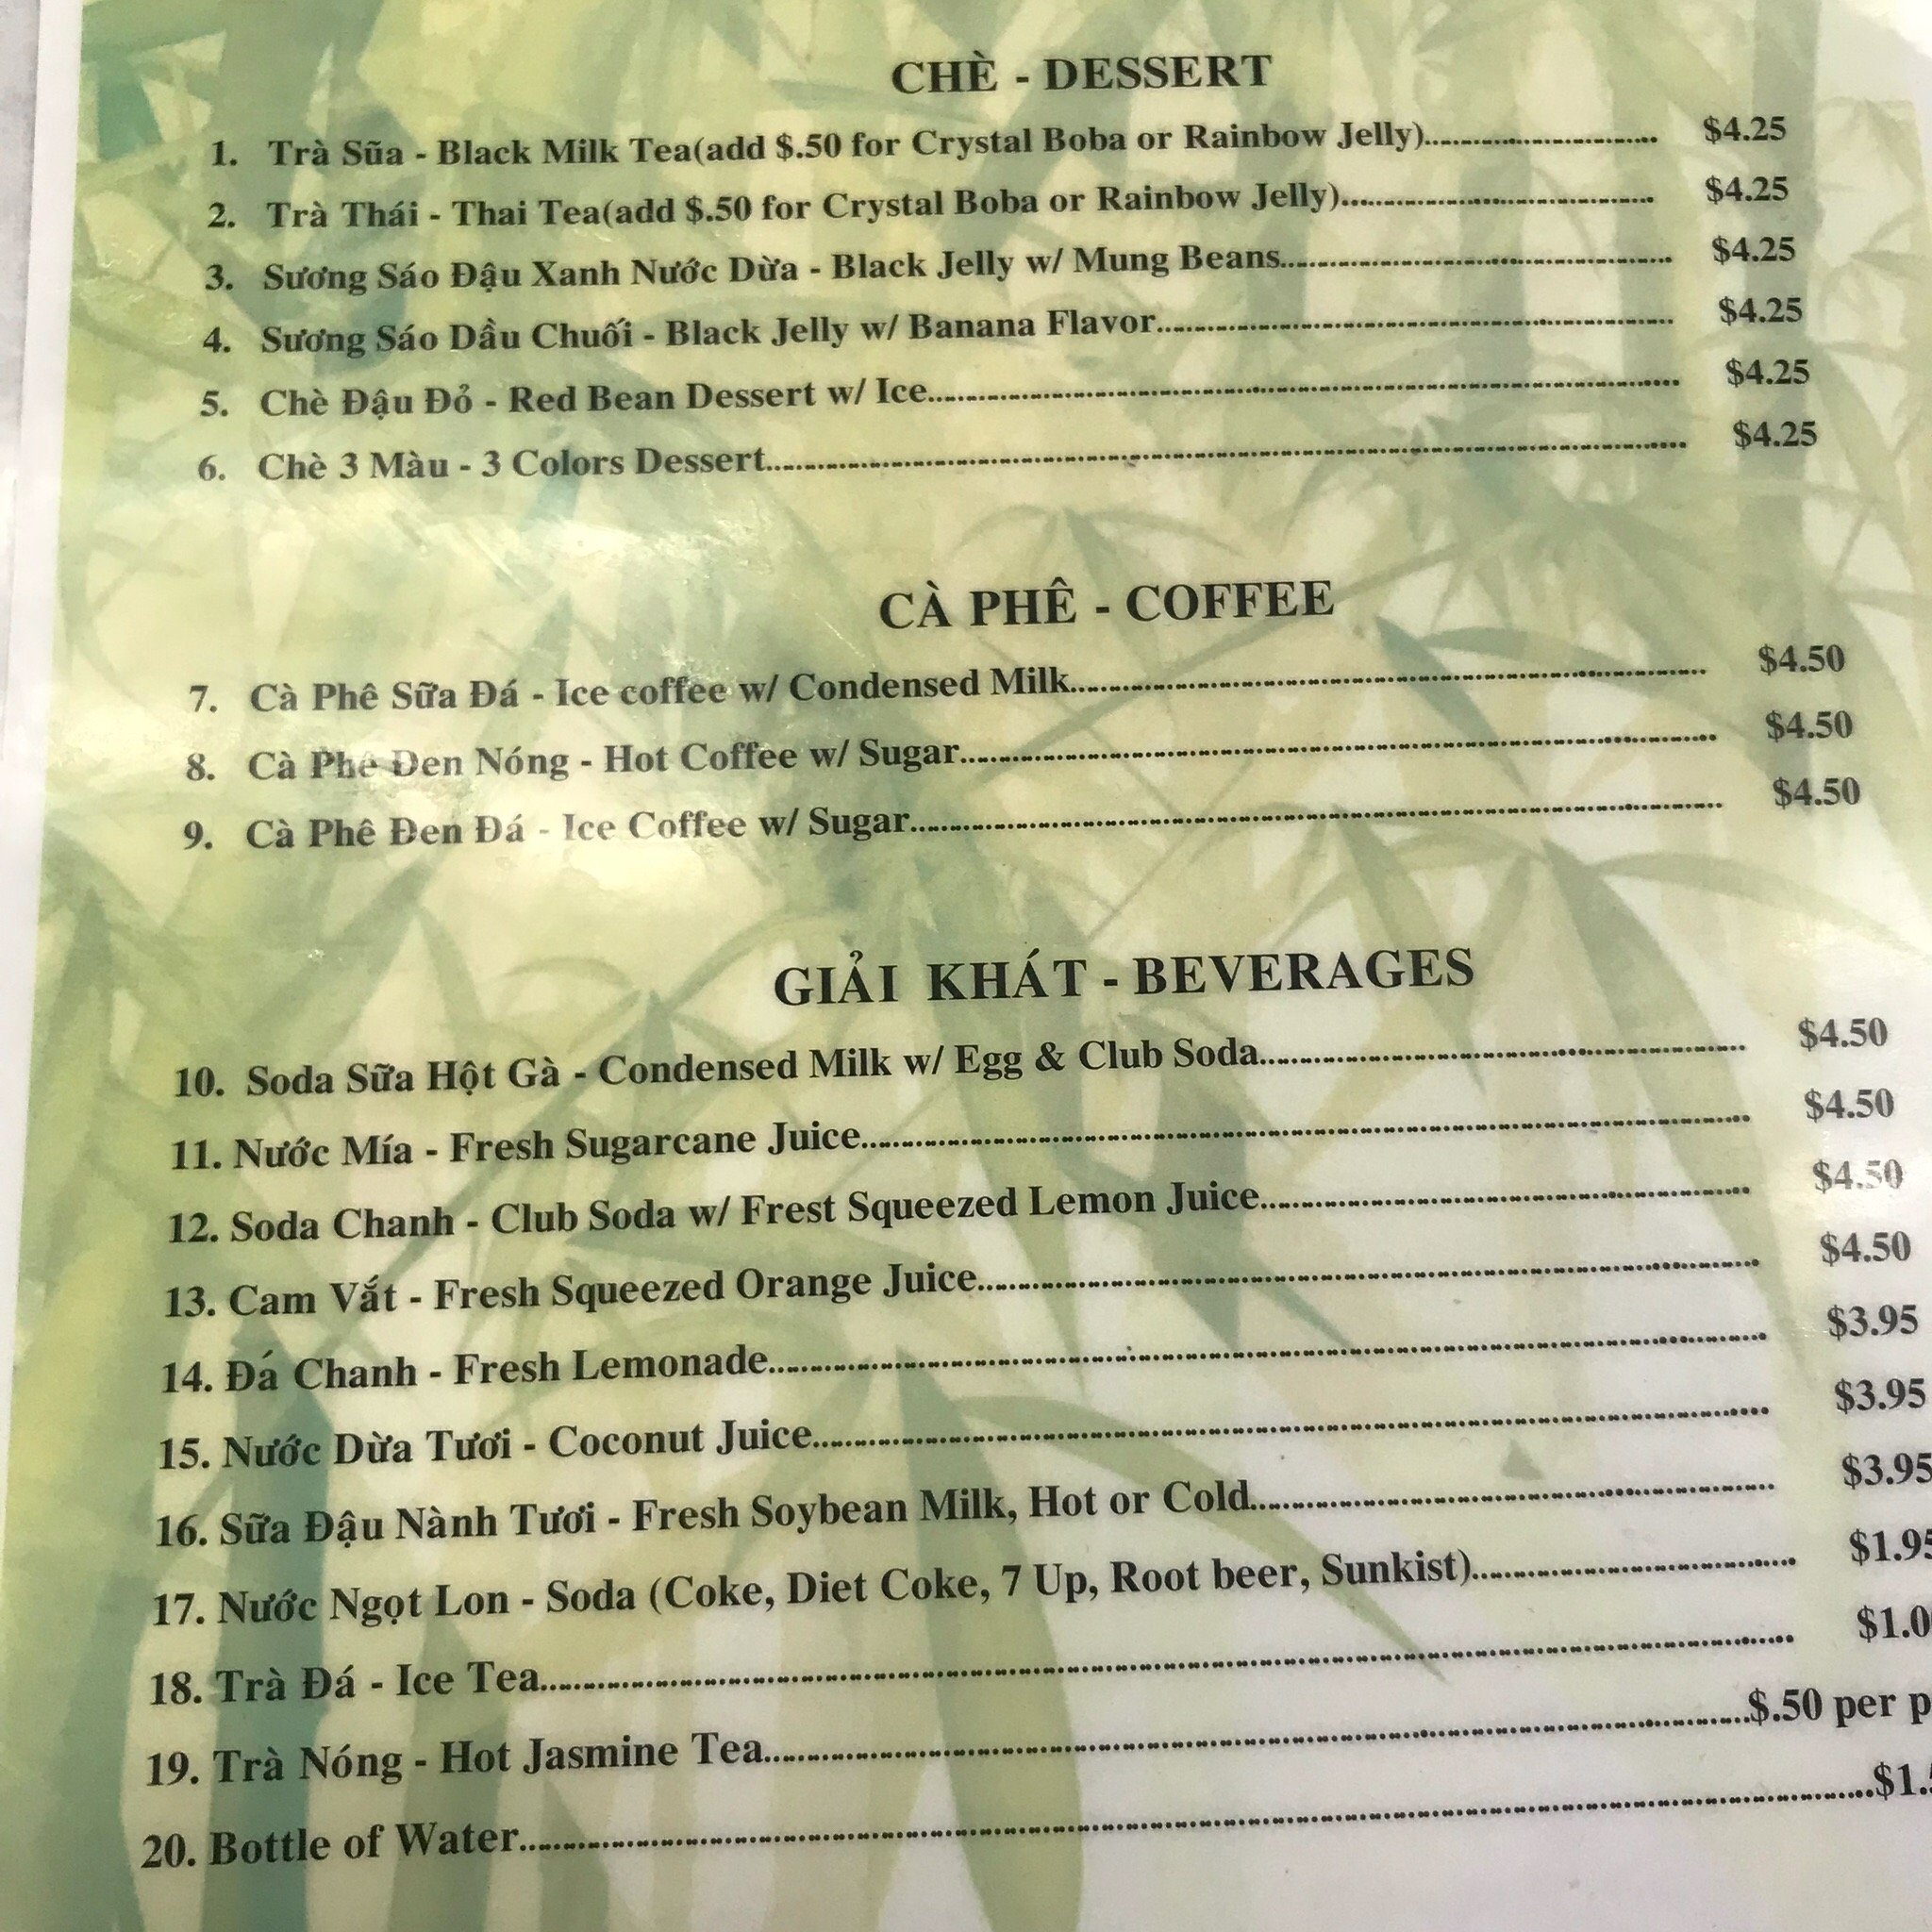 CHÈ - DESSERT
1. Trà Sũa - Black Milk Tea(add $.50 for Crystal Boba or Rainbow Jelly)............................ $4.25
2. Trà Thái - Thai Tea(add $.50 for Crystal Boba or Rainbow Jelly)..................................... $4.25
3. Sương Sáo Đậu Xanh Nước Dừa - Black Jelly w/ Mung Beans............................................... $4.25
4. Sương Sáo Dầu Chuối - Black Jelly w/ Banana Flavor............................................................. $4.25
5. Chè Đậu Đỏ - Red Bean Dessert w/ Ice......................................................................................... $4.25
6. Chè 3 Màu - 3 Colors Dessert............................................................................................................. $4.25
CÀ PHÊ - COFFEE
7. Cà Phê Sữa Đá - Ice coffee w/ Condensed Milk........................................................................... $4.50
8. Cà Phê Đen Nóng - Hot Coffee w/ Sugar........................................................................................ $4.50
9. Cà Phê Đen Đá - Ice Coffee w/ Sugar.............................................................................................. $4.50
GIẢI KHÁT - BEVERAGES
10. Soda Sữa Hột Gà - Condensed Milk w/ Egg & Club Soda...................................................... $4.50
11. Nước Mía - Fresh Sugarcane Juice.................................................................................................. $4.50
12. Soda Chanh - Club Soda w/ Frest Squeezed Lemon Juice...................................................... $4.50
13. Cam Vắt - Fresh Squeezed Orange Juice....................................................................................... $4.50
14. Đá Chanh - Fresh Lemonade............................................................................................................ $3.95
15. Nước Dừa Tươi - Coconut Juice...................................................................................................... $3.95
16. Sữa Đậu Nành Tươi - Fresh Soybean Milk, Hot or Cold......................................................... $3.95
17. Nước Ngọt Lon - Soda (Coke, Diet Coke, 7 Up, Root beer, Sunkist)................................... $1.95
18. Trà Đá - Ice Tea................................................................................................................................... $1.0
19. Trà Nóng - Hot Jasmine Tea.............................................................................................................$.50 per p
20. Bottle of Water...................................................................................................................................$1.